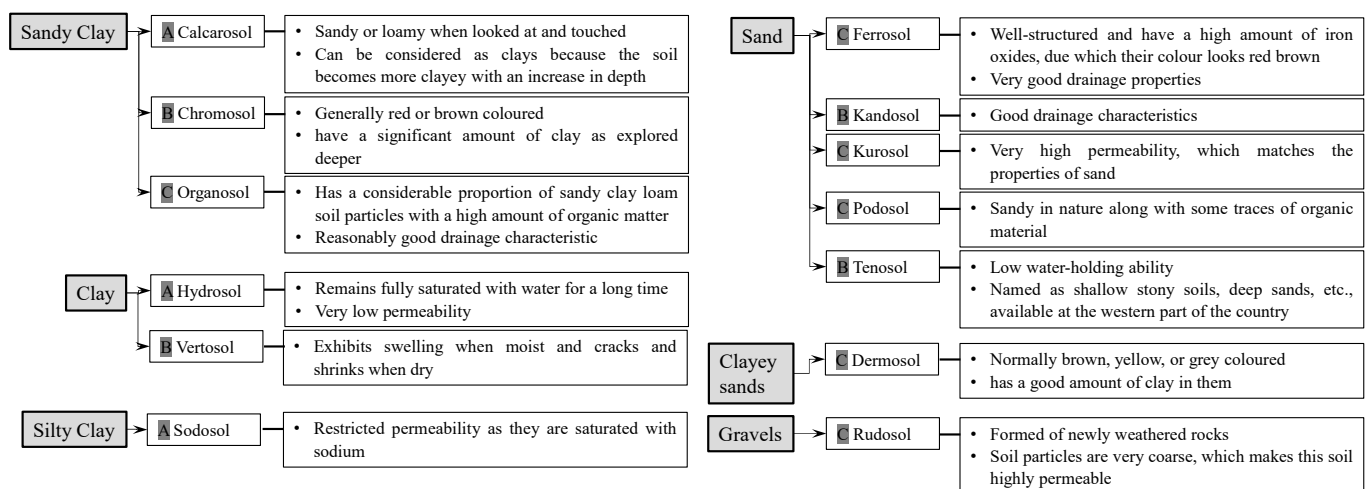 Sandy Clay
A Calcarosol
• Sandy or loamy when looked at and touched
• Can be considered as clays because the soil
becomes more clayey with an increase in depth
B Chromosol
• Generally red or brown coloured
• have a significant amount of clay as explored
deeper
C Organosol
• Has a considerable proportion of sandy clay loam
soil particles with a high amount of organic matter
• Reasonably good drainage characteristic
Clay
A Hydrosol
• Remains fully saturated with water for a long time
• Very low permeability
B Vertosol
• Exhibits swelling when moist and cracks and
shrinks when dry
Silty Clay
A Sodosol
• Restricted permeability as they are saturated with
sodium
Sand
C Ferrosol
• Well-structured and have a high amount of iron
oxides, due which their colour looks red brown
• Very good drainage properties
B Kandosol
• Good drainage characteristics
C Kurosol
• Very high permeability, which matches the
properties of sand
C Podosol
• Sandy in nature along with some traces of organic
material
B Tenosol
• Low water-holding ability
• Named as shallow stony soils, deep sands, etc.,
available at the western part of the country
Clayey
sands
C Dermosol
• Normally brown, yellow, or grey coloured
• has a good amount of clay in them
Gravels
C Rudosol
• Formed of newly weathered rocks
• Soil particles are very coarse, which makes this soil
highly permeable